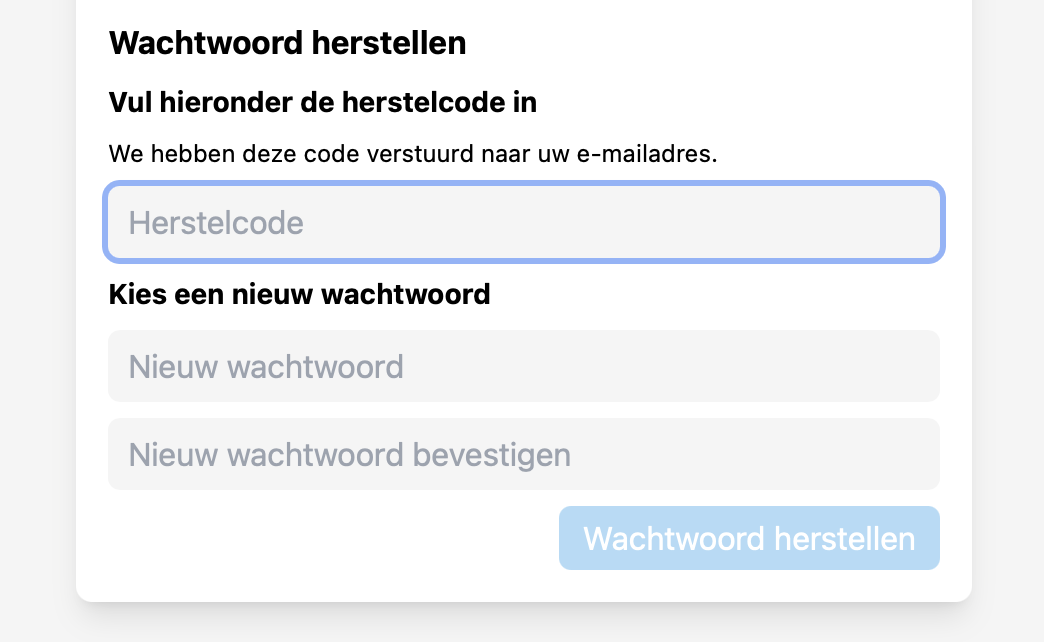 Wachtwoord herstellen
Vul hieronder de herstelcode in
We hebben deze code verstuurd naar uw e-mailadres.
Herstelcode
Kies een nieuw wachtwoord
Nieuw wachtwoord
Nieuw wachtwoord bevestigen
Wachtwoord herstellen